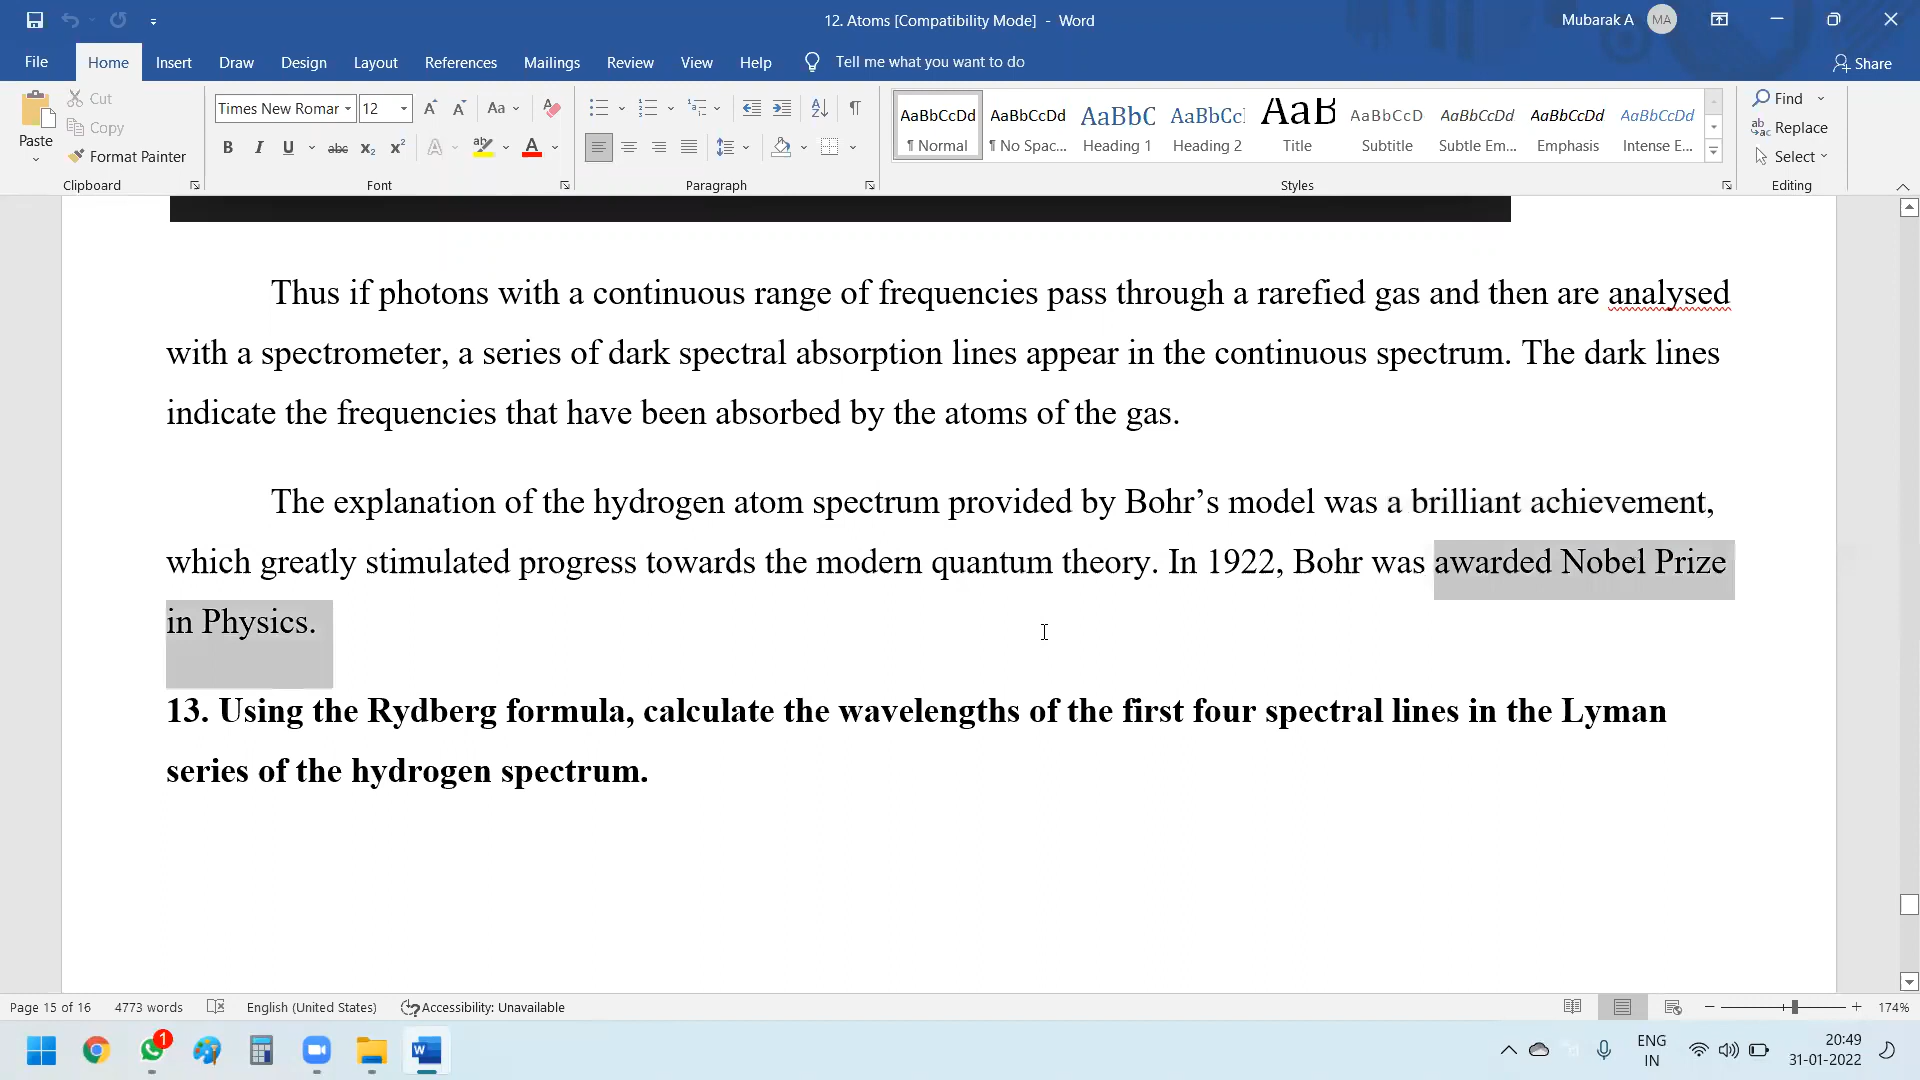 12. Atoms [Compatibility Mode] - Word
Mubarak A
MA
File Home Insert Draw Design Layout References Mailings Review View Help Tell me what you want to do
Share
Paste
Cut
Copy
Format Painter
Clipboard
Times New Romar 12
Font
Paragraph
AaBbCcDd AaBbCcDd AaBbC AaBbCc AaB AaBbCcD AaBbCcDd AaBbCcDd AaBbCcDd
¶ Normal ¶ No Spac... Heading 1 Heading 2 Title Subtitle Subtle Em... Emphasis Intense E...
Styles
Find
Replace
Select
Editing
Thus if photons with a continuous range of frequencies pass through a rarefied gas and then are analysed
with a spectrometer, a series of dark spectral absorption lines appear in the continuous spectrum. The dark lines
indicate the frequencies that have been absorbed by the atoms of the gas.
The explanation of the hydrogen atom spectrum provided by Bohr’s model was a brilliant achievement,
which greatly stimulated progress towards the modern quantum theory. In 1922, Bohr was awarded Nobel Prize
in Physics.
13. Using the Rydberg formula, calculate the wavelengths of the first four spectral lines in the Lyman
series of the hydrogen spectrum.
Page 15 of 16 4773 words English (United States) Accessibility: Unavailable
174%
1
ENG
IN
20:49
31-01-2022